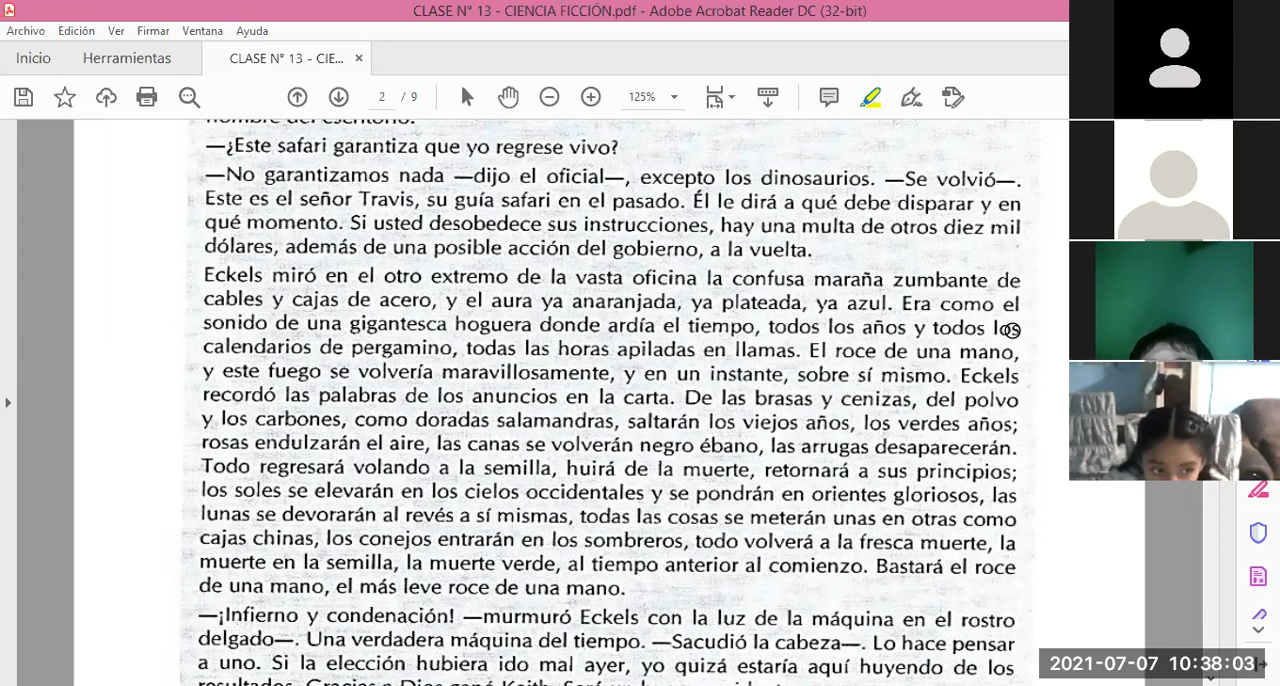 CLASE N° 13 - CIENCIA FICCIÓN.pdf - Adobe Acrobat Reader DC (32-bit)
Archivo Edición Ver Firmar Ventana Ayuda
Inicio Herramientas CLASE N° 13 - CIE... ×
2 / 9 125%
nombre del escritorio.
—¿Este safari garantiza que yo regrese vivo?
—No garantizamos nada —dijo el oficial—, excepto los dinosaurios. —Se volvió—.
Este es el señor Travis, su guía safari en el pasado. Él le dirá a qué debe disparar y en
qué momento. Si usted desobedece sus instrucciones, hay una multa de otros diez mil
dólares, además de una posible acción del gobierno, a la vuelta.
Eckels miró en el otro extremo de la vasta oficina la confusa maraña zumbante de
cables y cajas de acero, y el aura ya anaranjada, ya plateada, ya azul. Era como el
sonido de una gigantesca hoguera donde ardía el tiempo, todos los años y todos los
calendarios de pergamino, todas las horas apiladas en llamas. El roce de una mano,
y este fuego se volvería maravillosamente, y en un instante, sobre sí mismo. Eckels
recordó las palabras de los anuncios en la carta. De las brasas y cenizas, del polvo
y los carbones, como doradas salamandras, saltarán los viejos años, los verdes años;
rosas endulzarán el aire, las canas se volverán negro ébano, las arrugas desaparecerán.
Todo regresará volando a la semilla, huirá de la muerte, retornará a sus principios;
los soles se elevarán en los cielos occidentales y se pondrán en orientes gloriosos, las
lunas se devorarán al revés a sí mismas, todas las cosas se meterán unas en otras como
cajas chinas, los conejos entrarán en los sombreros, todo volverá a la fresca muerte, la
muerte en la semilla, la muerte verde, al tiempo anterior al comienzo. Bastará el roce
de una mano, el más leve roce de una mano.
—¡Infierno y condenación! —murmuró Eckels con la luz de la máquina en el rostro
delgado—. Una verdadera máquina del tiempo. —Sacudió la cabeza—. Lo hace pensar
a uno. Si la elección hubiera ido mal ayer, yo quizá estaría aquí huyendo de los
resultados. Gracias a Dios ganó Keith.
2021-07-07 10:38:03